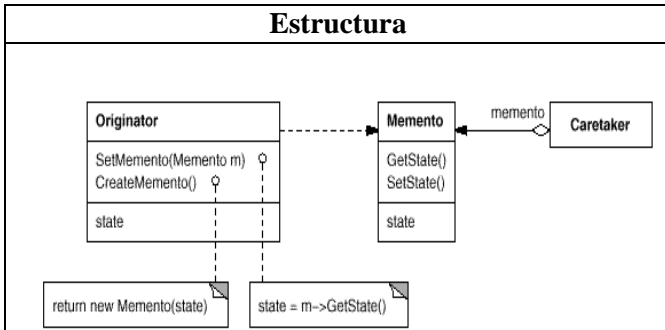 Estructura
Originator
SetMemento(Memento m)
CreateMemento()
state
Memento
GetState()
SetState()
state
memento
Caretaker
return new Memento(state)
state = m->GetState()